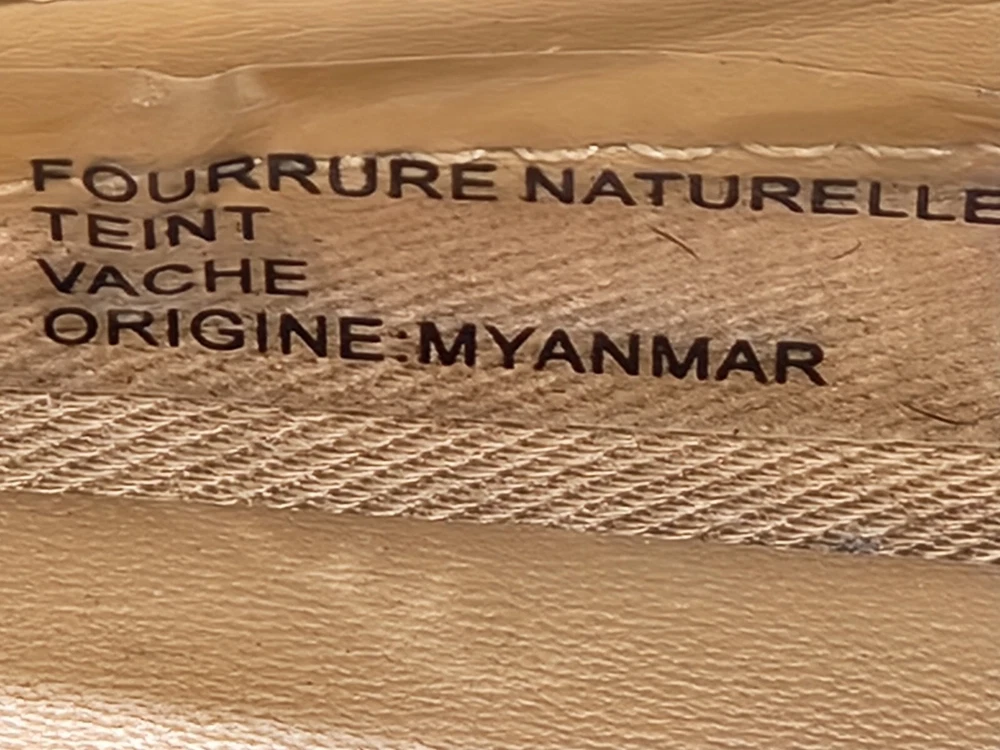 FOURRURE NATURELLE
TEINT
VACHE
ORIGINE:MYANMAR